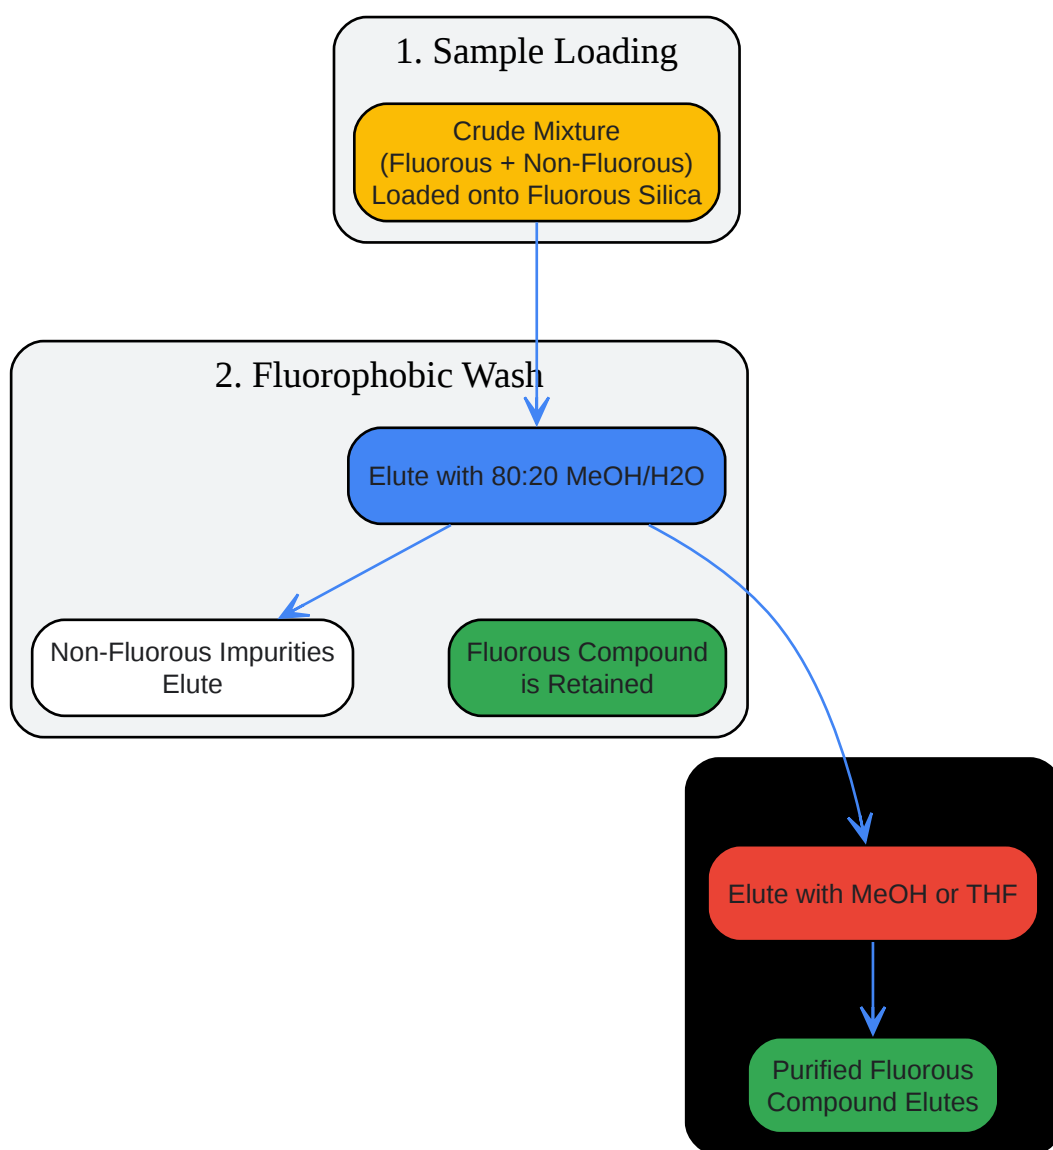 1. Sample Loading
Crude Mixture
(Fluorous + Non-Fluorous)
Loaded onto Fluorous Silica
2. Fluorophobic Wash
Elute with 80:20 MeOH/H2O
Non-Fluorous Impurities
Elute
Fluorous Compound
is Retained
Elute with MeOH or THF
Purified Fluorous
Compound Elutes